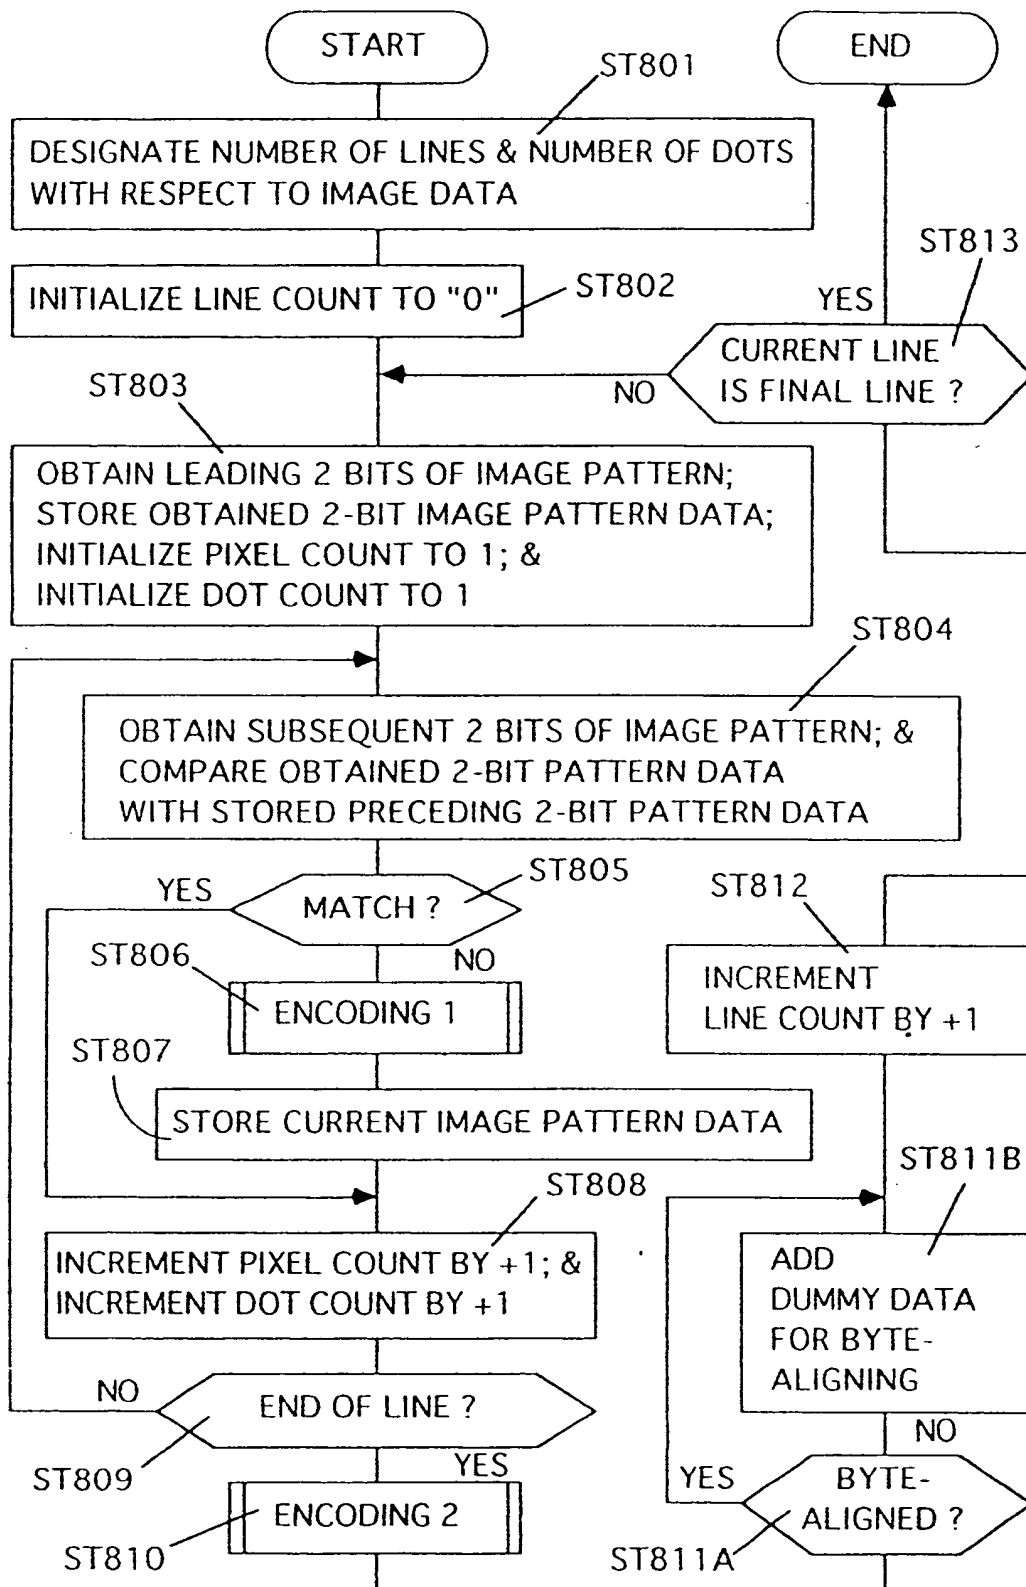 START
END
ST801
DESIGNATE NUMBER OF LINES & NUMBER OF DOTS
WITH RESPECT TO IMAGE DATA
ST813
INITIALIZE LINE COUNT TO "0"
ST802
YES
CURRENT LINE
IS FINAL LINE ?
NO
ST803
OBTAIN LEADING 2 BITS OF IMAGE PATTERN;
STORE OBTAINED 2-BIT IMAGE PATTERN DATA;
INITIALIZE PIXEL COUNT TO 1; &
INITIALIZE DOT COUNT TO 1
ST804
OBTAIN SUBSEQUENT 2 BITS OF IMAGE PATTERN; &
COMPARE OBTAINED 2-BIT PATTERN DATA
WITH STORED PRECEDING 2-BIT PATTERN DATA
ST805
YES
MATCH ?
NO
ST806
ENCODING 1
ST807
STORE CURRENT IMAGE PATTERN DATA
ST808
INCREMENT PIXEL COUNT BY +1; &
INCREMENT DOT COUNT BY +1
NO
END OF LINE ?
ST809
YES
ENCODING 2
ST810
ST812
INCREMENT
LINE COUNT BY +1
ST811B
ADD
DUMMY DATA
FOR BYTE-
ALIGNING
NO
YES
BYTE-
ALIGNED ?
ST811A